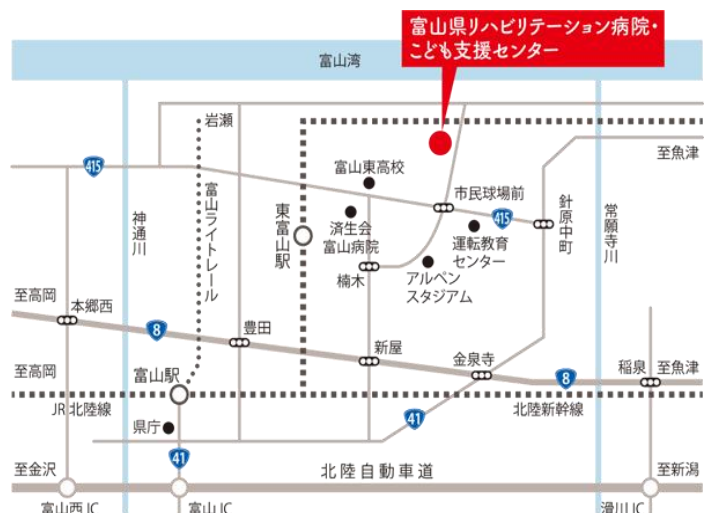 富山県リハビリテーション病院・
こども支援センター
富山湾
岩瀬
415
富山東高校
至魚津
市民球場前
415
神通川
富山ライトレール
東富山駅
済生会
富山病院
運転教育
センター
針原中町
常願寺川
楠木
アルペン
スタジアム
至高岡
本郷西
8
豊田
新屋
金泉寺
稲泉
至魚津
至高岡
富山駅
8
JR北陸線
北陸新幹線
41
県庁
41
至金沢
北陸自動車道
至新潟
富山西IC
富山IC
滑川IC